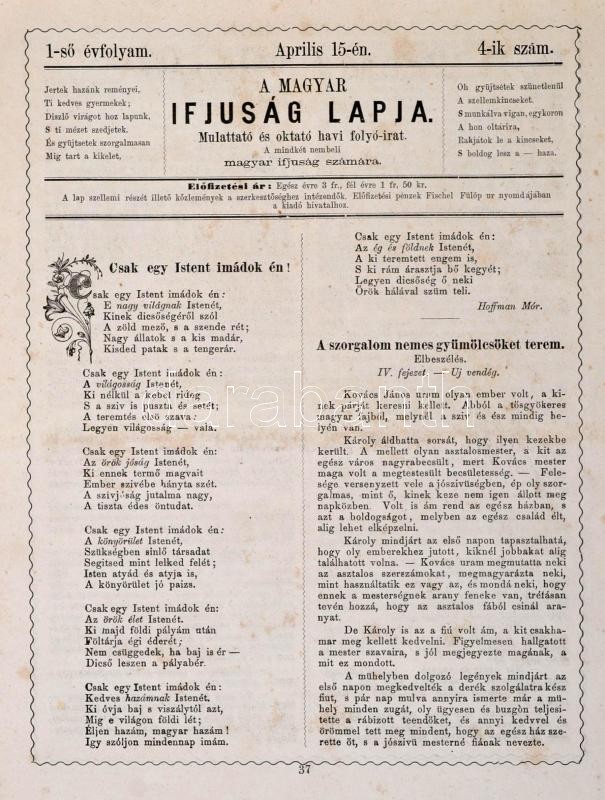 1-ső évfolyam. Aprilis 15-én. 4-ik szám.
Jertek hazánk reményei,
Ti kedves gyermekek;
Diszlő virágot hoz lapunk,
S ti mézet szedjetek.
És gyűjtsetek szorgalmasan
Mig tart a kikelet,
A MAGYAR
IFJUSÁG LAPJA.
Mulattató és oktató havi folyó-irat.
A mindkét nembeli
magyar ifjuság számára.
Oh gyűjtsétek szünetlenül
A szellemkincseket.
S munkálva vigan, egykoron
A hon oltárira,
Rakjátok le a kincseket,
S boldog lesz a — haza.
Előfizetési ár: Egész évre 3 fr., fél évre 1 fr. 50 kr.
A lap szellemi részét illető közlemények a szerkesztőséghez intézendők. Előfizetési pénzek Fischel Fülöp ur nyomdájában
a kiadó hivatalhoz.
Csak egy Istent imádok én!
Csak egy Istent imádok én:
E nagy világnak Istenét,
Kinek dicsőségéről szól
A zöld mező, s a szende rét;
Nagy állatok s a kis madár,
Kisded patak s a tengerár.
Csak egy Istent imádok én:
A világosság Istenét,
Ki nélkül a kebel rideg
S a sziv is puszta és setét;
A teremtés első szava:
Legyen világosság — vala.
Csak egy Istent imádok én:
Az örök jóság Istenét,
Ki ennek termő magvait
Ember szivébe hányta szét.
A szivjóság jutalma nagy,
A tiszta édes öntudat.
Csak egy Istent imádok én:
A könyörület Istenét,
Szükségben sinlő társadat
Segitsed mint lelked felét;
Isten atyád és atyja is,
A könyörület jó paizs.
Csak egy Istent imádok én:
Az örök élet Istenét.
Ki majd földi pályám után
Föltárja égi éderét;
Nem csüggedek, ha baj is ér —
Dicső leszen a pályabér.
Csak egy Istent imádok én:
Kedves hazámnak Istenét.
Ki óvja baj s viszálytól azt,
Mig e világon földi lét;
Éljen hazám, magyar hazám!
Igy szóljon mindennap imám.
Csak egy Istent imádok én:
Az ég és földnek Istenét,
A ki teremtett engem is,
S ki rám árasztja bő kegyét;
Legyen dicsőség ő neki
Örök hálával szüm teli.
Hoffman Mór.
A szorgalom nemes gyümölcsöket terem.
Elbeszélés.
IV. fejezet — Uj vendég.
Kovács János uram olyan ember volt, a ki-
nek párját keresni kellett. Abból a tösgyökeres
magyar fajból, melynél a sziv és ész mindig he-
lyén van.
Károly áldhatta sorsát, hogy ilyen kezekbe
került. A mellett olyan asztalosmester, a kit az
egész város nagyrabecsült, mert Kovács mester
maga volt a megtestesült becsületesség. — Fele-
sége versenyzett vele a jószivüségben, ép oly szor-
galmas, mint ő, kinek keze nem igen állott meg
napközben. Volt is ám rend az egész házban, s
azt a boldogságot, melyben az egész család élt,
alig lehet elképzelni.
Károly mindjárt az első napon tapasztalhatá,
hogy oly emberekhez jutott, kiknél jobbakat alig
találhatott volna. — Kovács uram megmutatta neki
az asztalos szerszámokat, megmagyarázta neki,
mint használtatik ez vagy az, és mondá neki, hogy
ennek a mesterségnek arany feneke van, tréfásan
tevén hozzá, hogy az asztalos fából csinál ara-
nyat.
De Károly is az a fiú volt ám, a kit csakha-
mar meg kellett kedvelni. Figyelmesen hallgatott
a mester szavaira, s jól megjegyezte magának, a
mit ez mondott.
A műhelyben dolgozó legények mindjárt az
első napon megkedvelték a derék szolgálatra kész
fiut, s pár nap mulva annyira ismerte már a mű-
hely minden zugát, oly ügyesen és buzgón teljesi-
tette a rábizott teendőket, és annyi kedvvel és
örömmel tett meg mindent, hogy az egész ház sze-
rette őt, s a jószivü mesterné fiának nevezte.
37